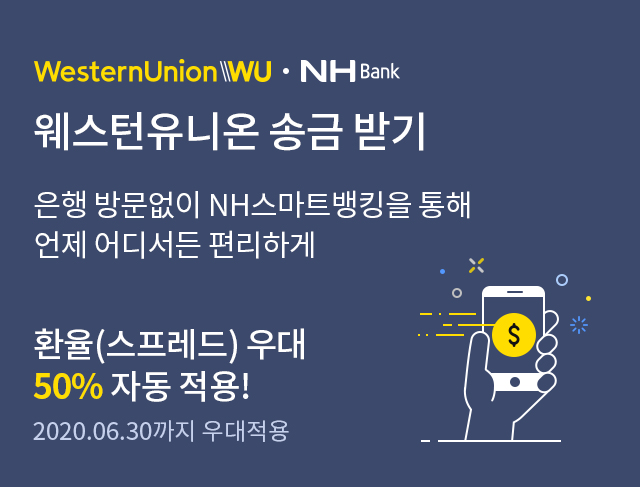 WesternUnion WU · NH Bank
웨스턴유니온 송금 받기
은행 방문없이 NH스마트뱅킹을 통해
언제 어디서든 편리하게
환율(스프레드) 우대
50% 자동 적용!
2020.06.30까지 우대적용
$